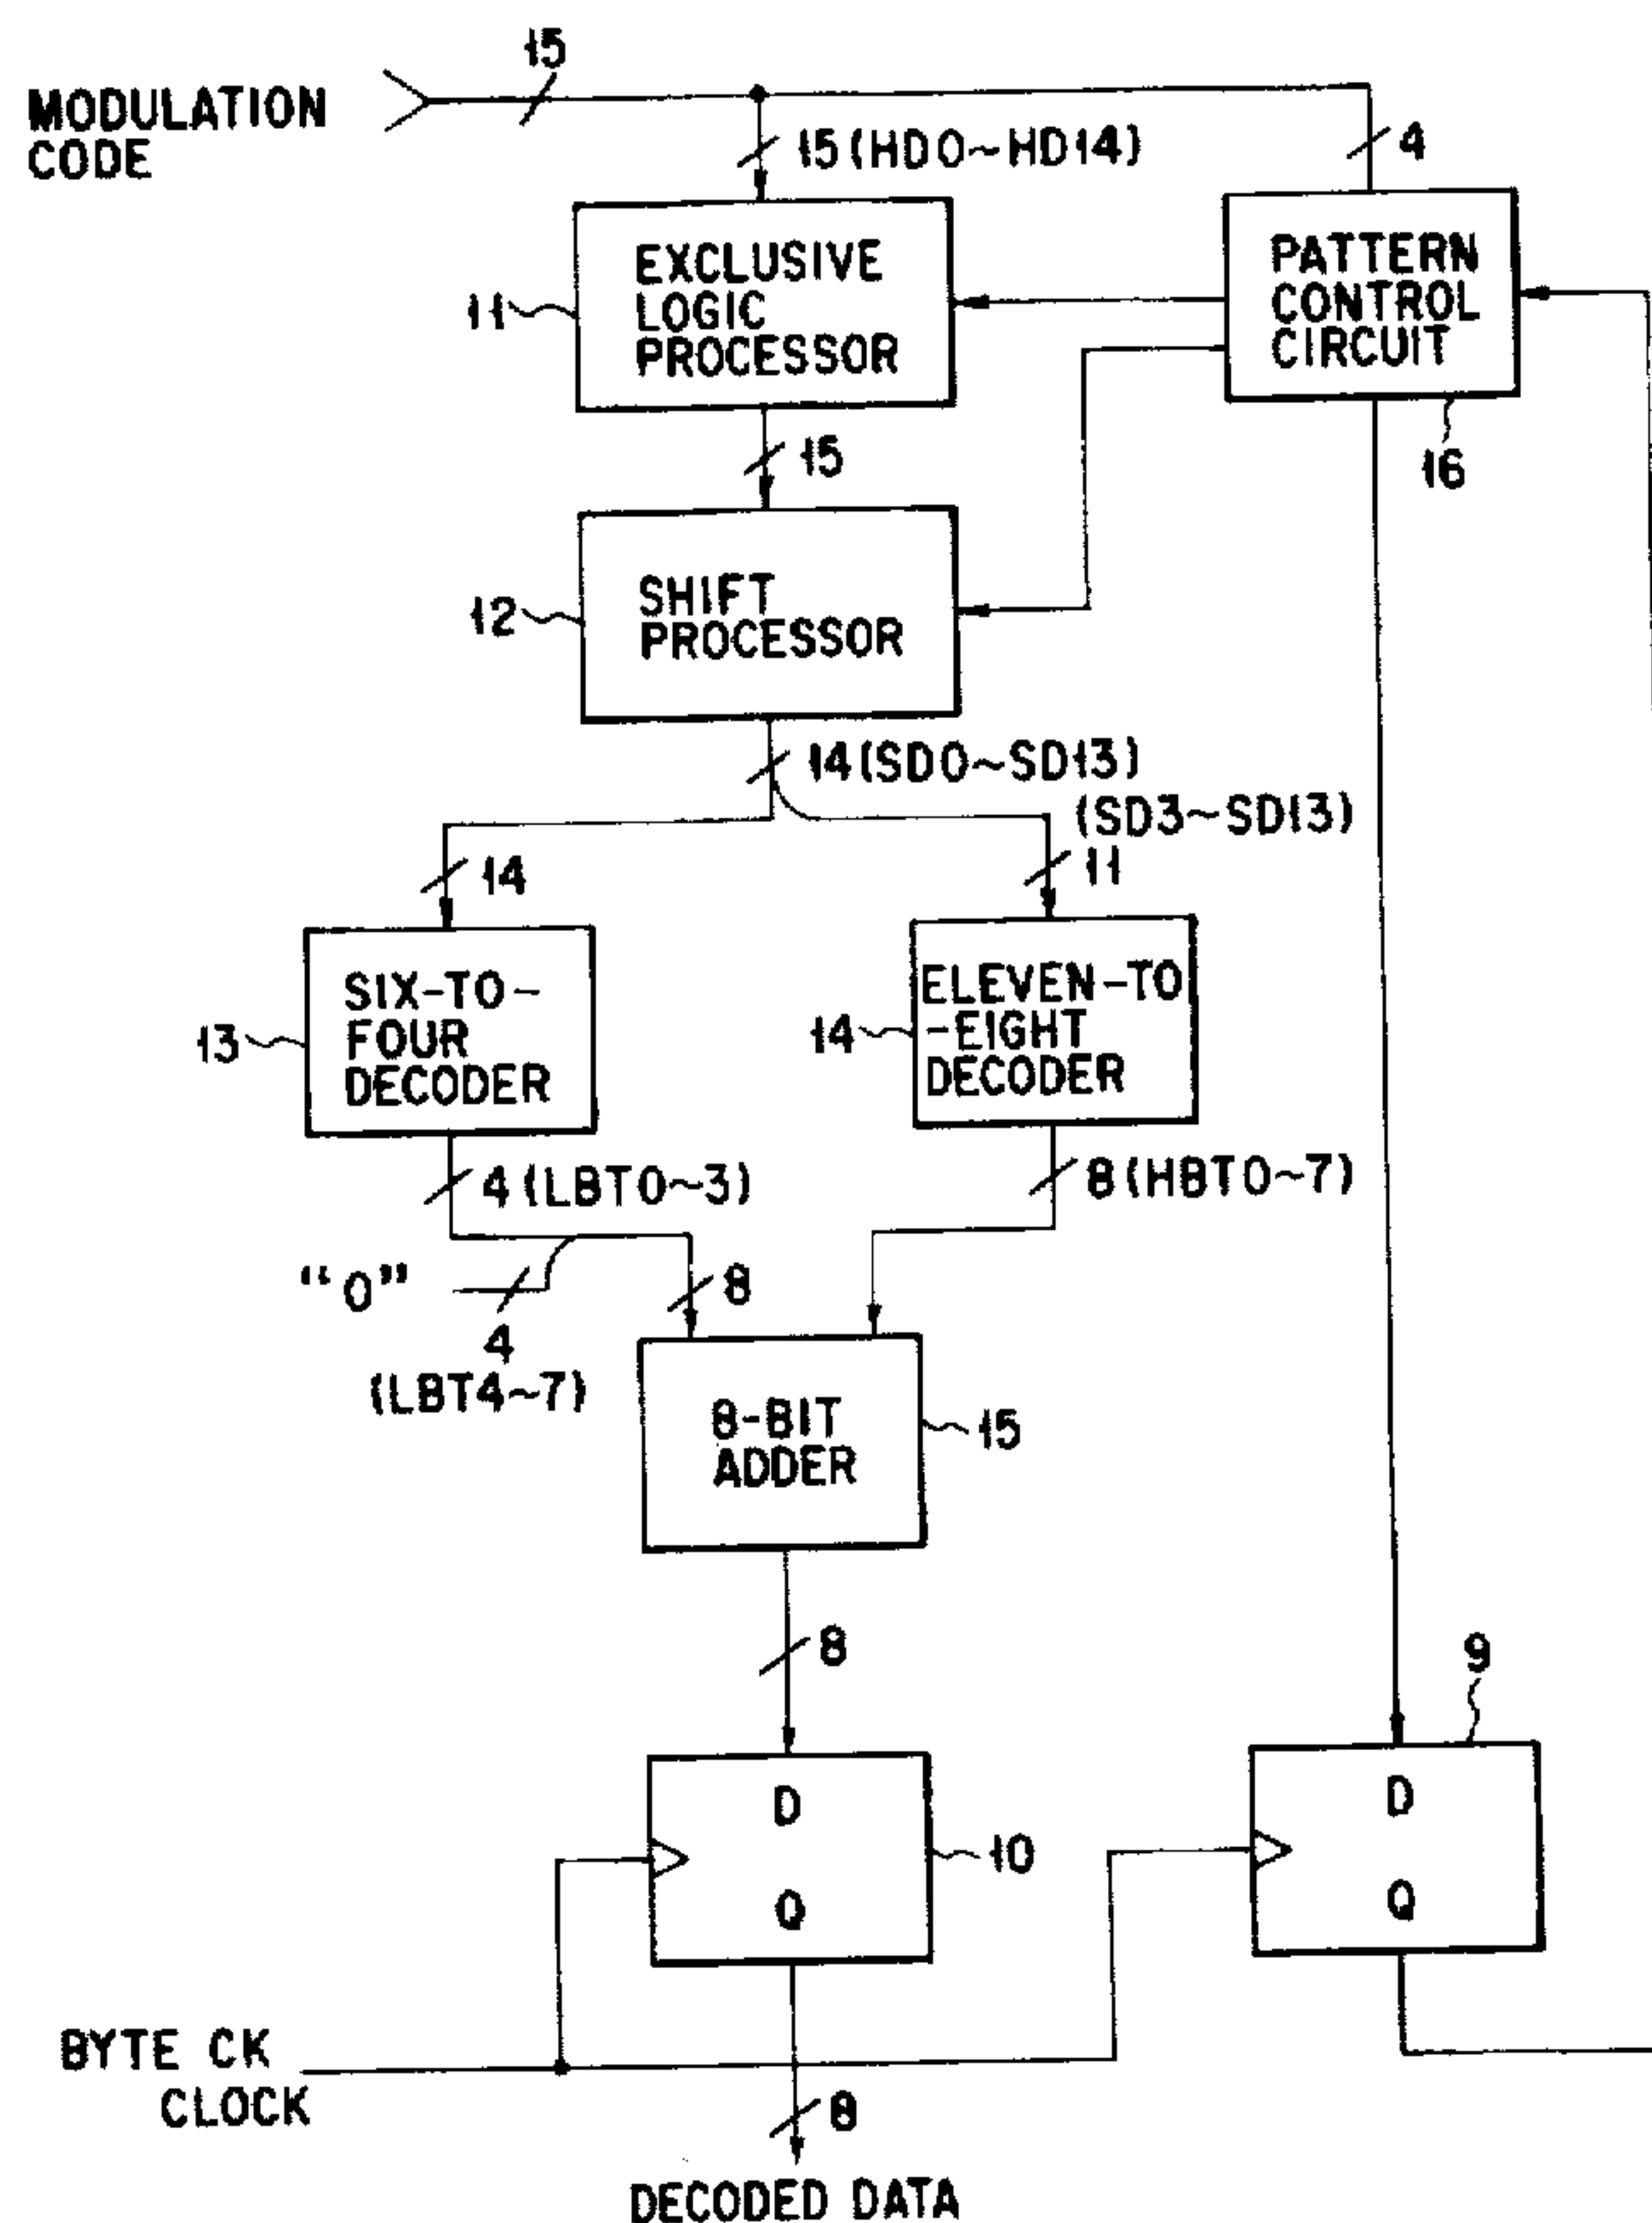 15
MODULATION
CODE
15 (HD0~HD14)
4
EXCLUSIVE
LOGIC
PROCESSOR
11
PATTERN
CONTROL
CIRCUIT
16
15
SHIFT
PROCESSOR
12
14 (SD0~SD13)
(SD3~SD13)
14
11
SIX-TO-
FOUR
DECODER
13
ELEVEN-TO
-EIGHT
DECODER
14
4 (LBT0~3)
8 (HBT0~7)
"0"
8
4
(LBT4~7)
8-BIT
ADDER
15
8
9
D
Q
10
D
Q
BYTE CK
CLOCK
8
DECODED DATA